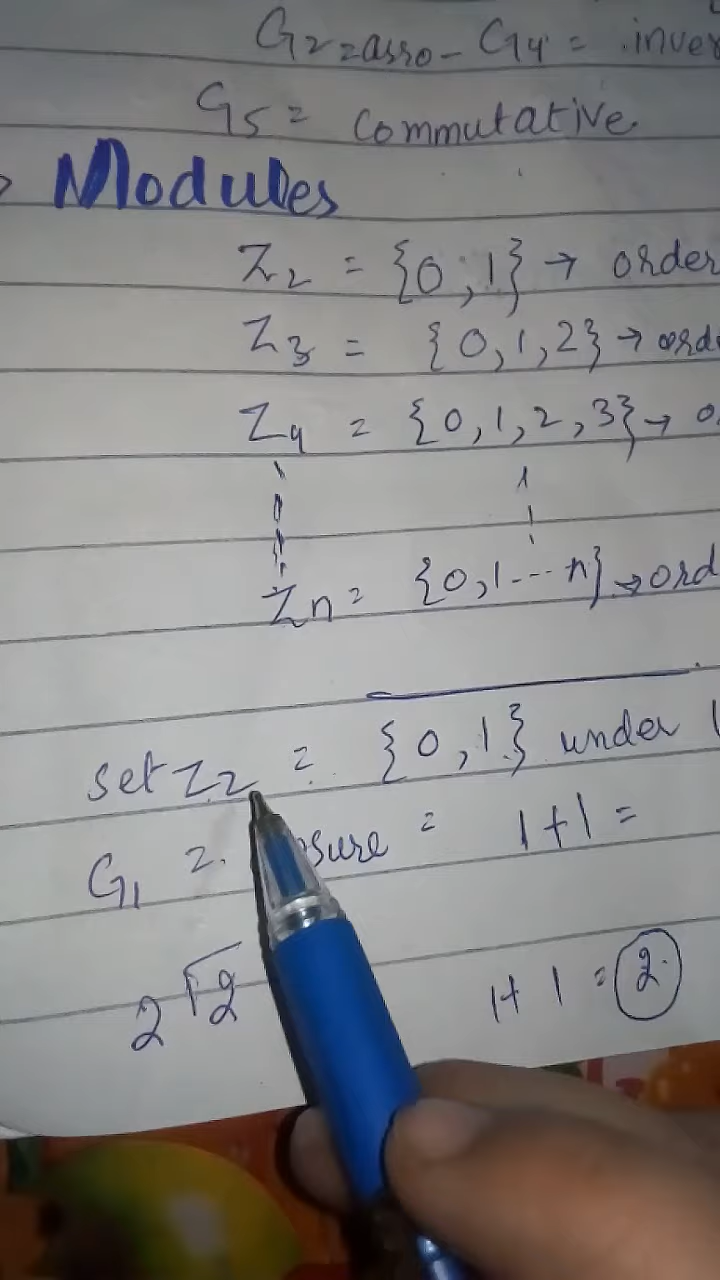 G2 = asso - G4 = inver
G5 = commutative
Modules
Z2 = {0,1} → order
Z3 = {0,1,2} → orde
Z4 = {0,1,2,3} →
Zn = {0,1---n} → ord
set Z2 = {0,1} under
G1 = sure = 1+1 =
2 √2 1+1 = 2.